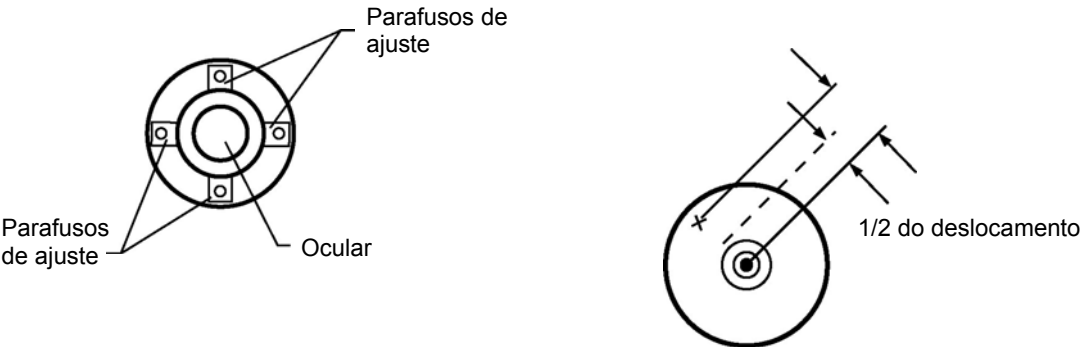 Parafusos de
ajuste
Parafusos
de ajuste
Ocular
1/2 do deslocamento